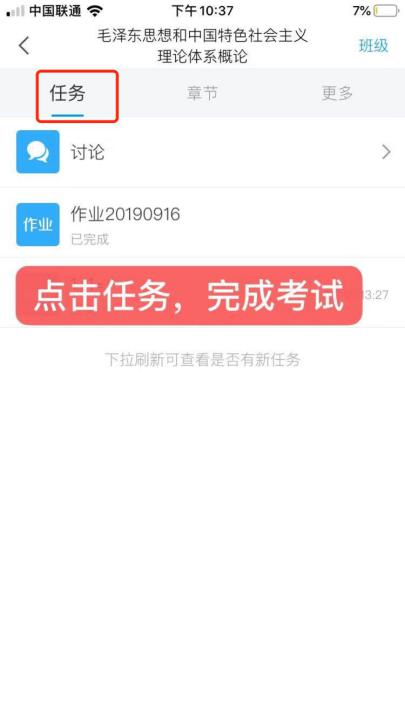 中国联通
下午10:37
7%
毛泽东思想和中国特色社会主义
理论体系概论
班级
任务
章节
更多
讨论
作业
作业20190916
已完成
点击任务，完成考试
13:27
下拉刷新可查看是否有新任务